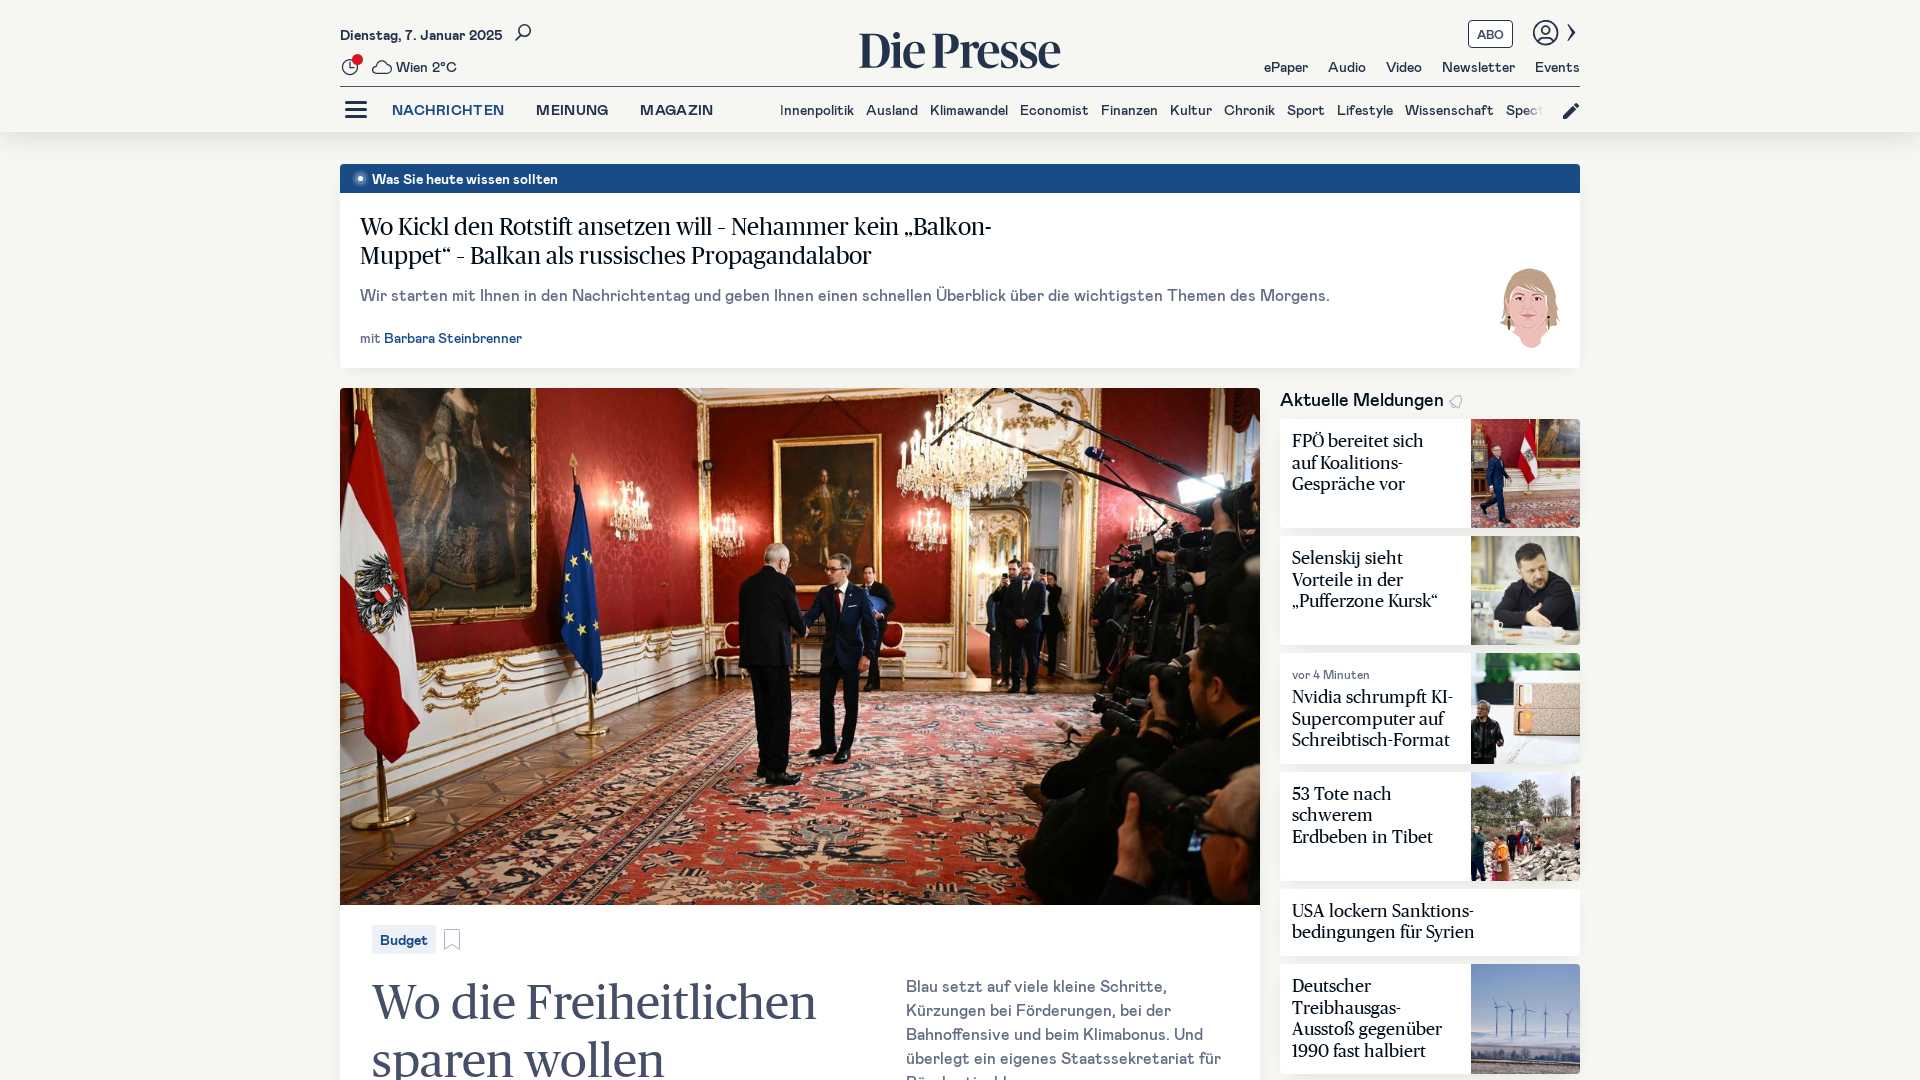 Dienstag, 7. Januar 2025
Die Presse
ABO
Wien 2°C
ePaper Audio Video Newsletter Events
NACHRICHTEN MEINUNG MAGAZIN
Innenpolitik Ausland Klimawandel Economist Finanzen Kultur Chronik Sport Lifestyle Wissenschaft
Was Sie heute wissen sollten
Wo Kickl den Rotstift ansetzen will – Nehammer kein „Balkon-
Muppet“ – Balkan als russisches Propagandalabor
Wir starten mit Ihnen in den Nachrichtentag und geben Ihnen einen schnellen Überblick über die wichtigsten Themen des Morgens.
mit Barbara Steinbrenner
Budget
Wo die Freiheitlichen
sparen wollen
Blau setzt auf viele kleine Schritte,
Kürzungen bei Förderungen, bei der
Bahnoffensive und beim Klimabonus. Und
überlegt ein eigenes Staatssekretariat für
Aktuelle Meldungen
FPÖ bereitet sich
auf Koalitions-
Gespräche vor
Selenskij sieht
Vorteile in der
„Pufferzone Kursk“
vor 4 Minuten
Nvidia schrumpft KI-
Supercomputer auf
Schreibtisch-Format
53 Tote nach
schwerem
Erdbeben in Tibet
USA lockern Sanktions-
bedingungen für Syrien
Deutscher
Treibhausgas-
Ausstoß gegenüber
1990 fast halbiert